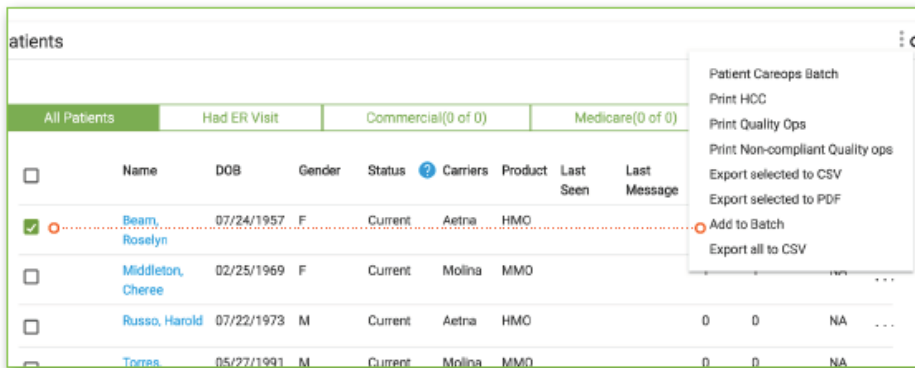 atients
Patient Careops Batch
Print HCC
Print Quality Ops
Print Non-compliant Quality ops
Export selected to CSV
Export selected to PDF
Add to Batch
Export all to CSV
All Patients Had ER Visit Commercial(0 of 0) Medicare(0 of 0)
Name DOB Gender Status ? Carriers Product Last Seen Last Message
Beam, Roselyn 07/24/1957 F Current Aetna HMO
Middleton, Cheree 02/25/1969 F Current Molina MMO NA ...
Russo, Harold 07/22/1973 M Current Aetna HMO 0 0 NA ...
Torres, 05/27/1991 M Current Molina MMO 0 0 NA